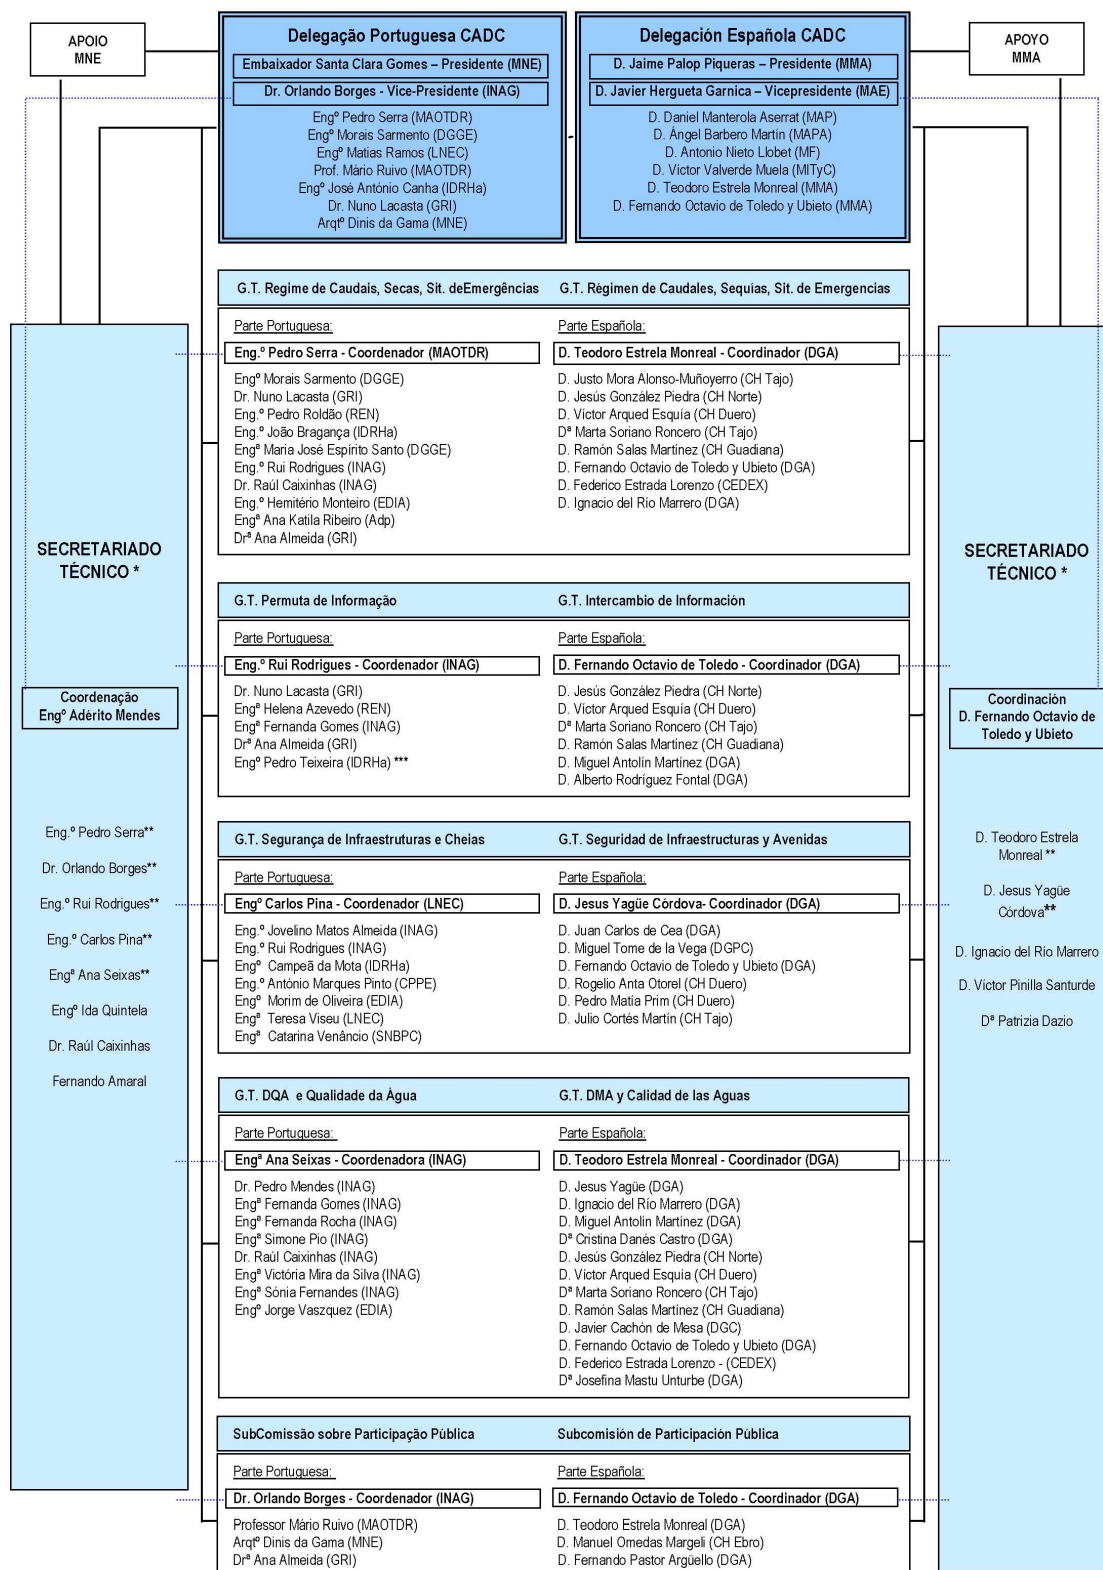 APOIO
MNE
Delegação Portuguesa CADC
Embaixador Santa Clara Gomes – Presidente (MNE)
Dr. Orlando Borges - Vice-Presidente (INAG)
Engº Pedro Serra (MAOTDR)
Engº Morais Sarmento (DGGE)
Engº Matias Ramos (LNEC)
Prof. Mário Ruivo (MAOTDR)
Engº José António Canha (IDRHa)
Dr. Nuno Lacasta (GRI)
Arqtº Dinis da Gama (MNE)
Delegación Española CADC
D. Jaime Palop Piqueras – Presidente (MMA)
D. Javier Hergueta Garnica – Vicepresidente (MAE)
D. Daniel Manterola Aserrat (MAP)
D. Ángel Barbero Martín (MAPA)
D. Antonio Nieto Llobet (MF)
D. Víctor Valverde Muela (MITyC)
D. Teodoro Estrela Monreal (MMA)
D. Fernando Octavio de Toledo y Ubieto (MMA)
APOYO
MMA
SECRETARIADO
TÉCNICO *
Coordenação
Engº Adérito Mendes
Eng.º Pedro Serra**
Dr. Orlando Borges**
Eng.º Rui Rodrigues**
Eng.º Carlos Pina**
Engª Ana Seixas**
Engº Ida Quintela
Dr. Raúl Caixinhas
Fernando Amaral
G.T. Regime de Caudais, Secas, Sit. deEmergências
Parte Portuguesa:
Eng.º Pedro Serra - Coordenador (MAOTDR)
Engº Morais Sarmento (DGGE)
Dr. Nuno Lacasta (GRI)
Eng.º Pedro Roldão (REN)
Eng.º João Bragança (IDRHa)
Engª Maria José Espírito Santo (DGGE)
Eng.º Rui Rodrigues (INAG)
Dr. Raúl Caixinhas (INAG)
Eng.º Hemitério Monteiro (EDIA)
Engª Ana Katila Ribeiro (Adp)
Drª Ana Almeida (GRI)
G.T. Régimen de Caudales, Sequías, Sit. de Emergencias
Parte Española:
D. Teodoro Estrela Monreal - Coordinador (DGA)
D. Justo Mora Alonso-Muñoyerro (CH Tajo)
D. Jesús González Piedra (CH Norte)
D. Víctor Arqued Esquía (CH Duero)
Dª Marta Soriano Roncero (CH Tajo)
D. Ramón Salas Martínez (CH Guadiana)
D. Fernando Octavio de Toledo y Ubieto (DGA)
D. Federico Estrada Lorenzo (CEDEX)
D. Ignacio del Río Marrero (DGA)
G.T. Permuta de Informação
Parte Portuguesa:
Eng.º Rui Rodrigues - Coordenador (INAG)
Dr. Nuno Lacasta (GRI)
Engª Helena Azevedo (REN)
Engª Fernanda Gomes (INAG)
Drª Ana Almeida (GRI)
Engº Pedro Teixeira (IDRHa) ***
G.T. Intercambio de Información
Parte Española:
D. Fernando Octavio de Toledo - Coordinador (DGA)
D. Jesús González Piedra (CH Norte)
D. Víctor Arqued Esquía (CH Duero)
Dª Marta Soriano Roncero (CH Tajo)
D. Ramón Salas Martínez (CH Guadiana)
D. Miguel Antolín Martínez (DGA)
D. Alberto Rodríguez Fontal (DGA)
G.T. Segurança de Infraestruturas e Cheias
Parte Portuguesa:
Engº Carlos Pina - Coordenador (LNEC)
Eng.º Jovelino Matos Almeida (INAG)
Eng.º Rui Rodrigues (INAG)
Engº Campeã da Mota (IDRHa)
Eng.º António Marques Pinto (CPPE)
Engº Morim de Oliveira (EDIA)
Engª Teresa Viseu (LNEC)
Engª Catarina Venâncio (SNBPC)
G.T. Seguridad de Infraestructuras y Avenidas
Parte Española:
D. Jesus Yagüe Córdova- Coordinador (DGA)
D. Juan Carlos de Cea (DGA)
D. Miguel Tome de la Vega (DGPC)
D. Fernando Octavio de Toledo y Ubieto (DGA)
D. Rogelio Anta Otorel (CH Duero)
D. Pedro Matía Prim (CH Duero)
D. Julio Cortés Martín (CH Tajo)
G.T. DQA e Qualidade da Água
Parte Portuguesa:
Engª Ana Seixas - Coordenadora (INAG)
Dr. Pedro Mendes (INAG)
Engª Fernanda Gomes (INAG)
Engª Fernanda Rocha (INAG)
Engª Simone Pio (INAG)
Dr. Raúl Caixinhas (INAG)
Engª Victória Mira da Silva (INAG)
Engª Sónia Fernandes (INAG)
Engº Jorge Vaszquez (EDIA)
G.T. DMA y Calidad de las Aguas
Parte Española:
D. Teodoro Estrela Monreal - Coordinador (DGA)
D. Jesus Yagüe (DGA)
D. Ignacio del Río Marrero (DGA)
D. Miguel Antolín Martínez (DGA)
Dª Cristina Danés Castro (DGA)
D. Jesús González Piedra (CH Norte)
D. Víctor Arqued Esquía (CH Duero)
Dª Marta Soriano Roncero (CH Tajo)
D. Ramón Salas Martínez (CH Guadiana)
D. Javier Cachón de Mesa (DGC)
D. Fernando Octavio de Toledo y Ubieto (DGA)
D. Federico Estrada Lorenzo - (CEDEX)
Dª Josefina Mastu Unturbe (DGA)
SubComissão sobre Participação Pública
Parte Portuguesa:
Dr. Orlando Borges - Coordenador (INAG)
Professor Mário Ruivo (MAOTDR)
Arqtº Dinis da Gama (MNE)
Drª Ana Almeida (GRI)
Subcomisión de Participación Pública
Parte Española:
D. Fernando Octavio de Toledo - Coordinador (DGA)
D. Teodoro Estrela Monreal (DGA)
D. Manuel Omedas Margeli (CH Ebro)
D. Fernando Pastor Argüello (DGA)
SECRETARIADO
TÉCNICO *
Coordinación
D. Fernando Octavio de
Toledo y Ubieto
D. Teodoro Estrela
Monreal **
D. Jesus Yagüe
Córdova**
D. Ignacio del Río Marrero
D. Víctor Pinilla Santurde
Dª Patrizia Dazio